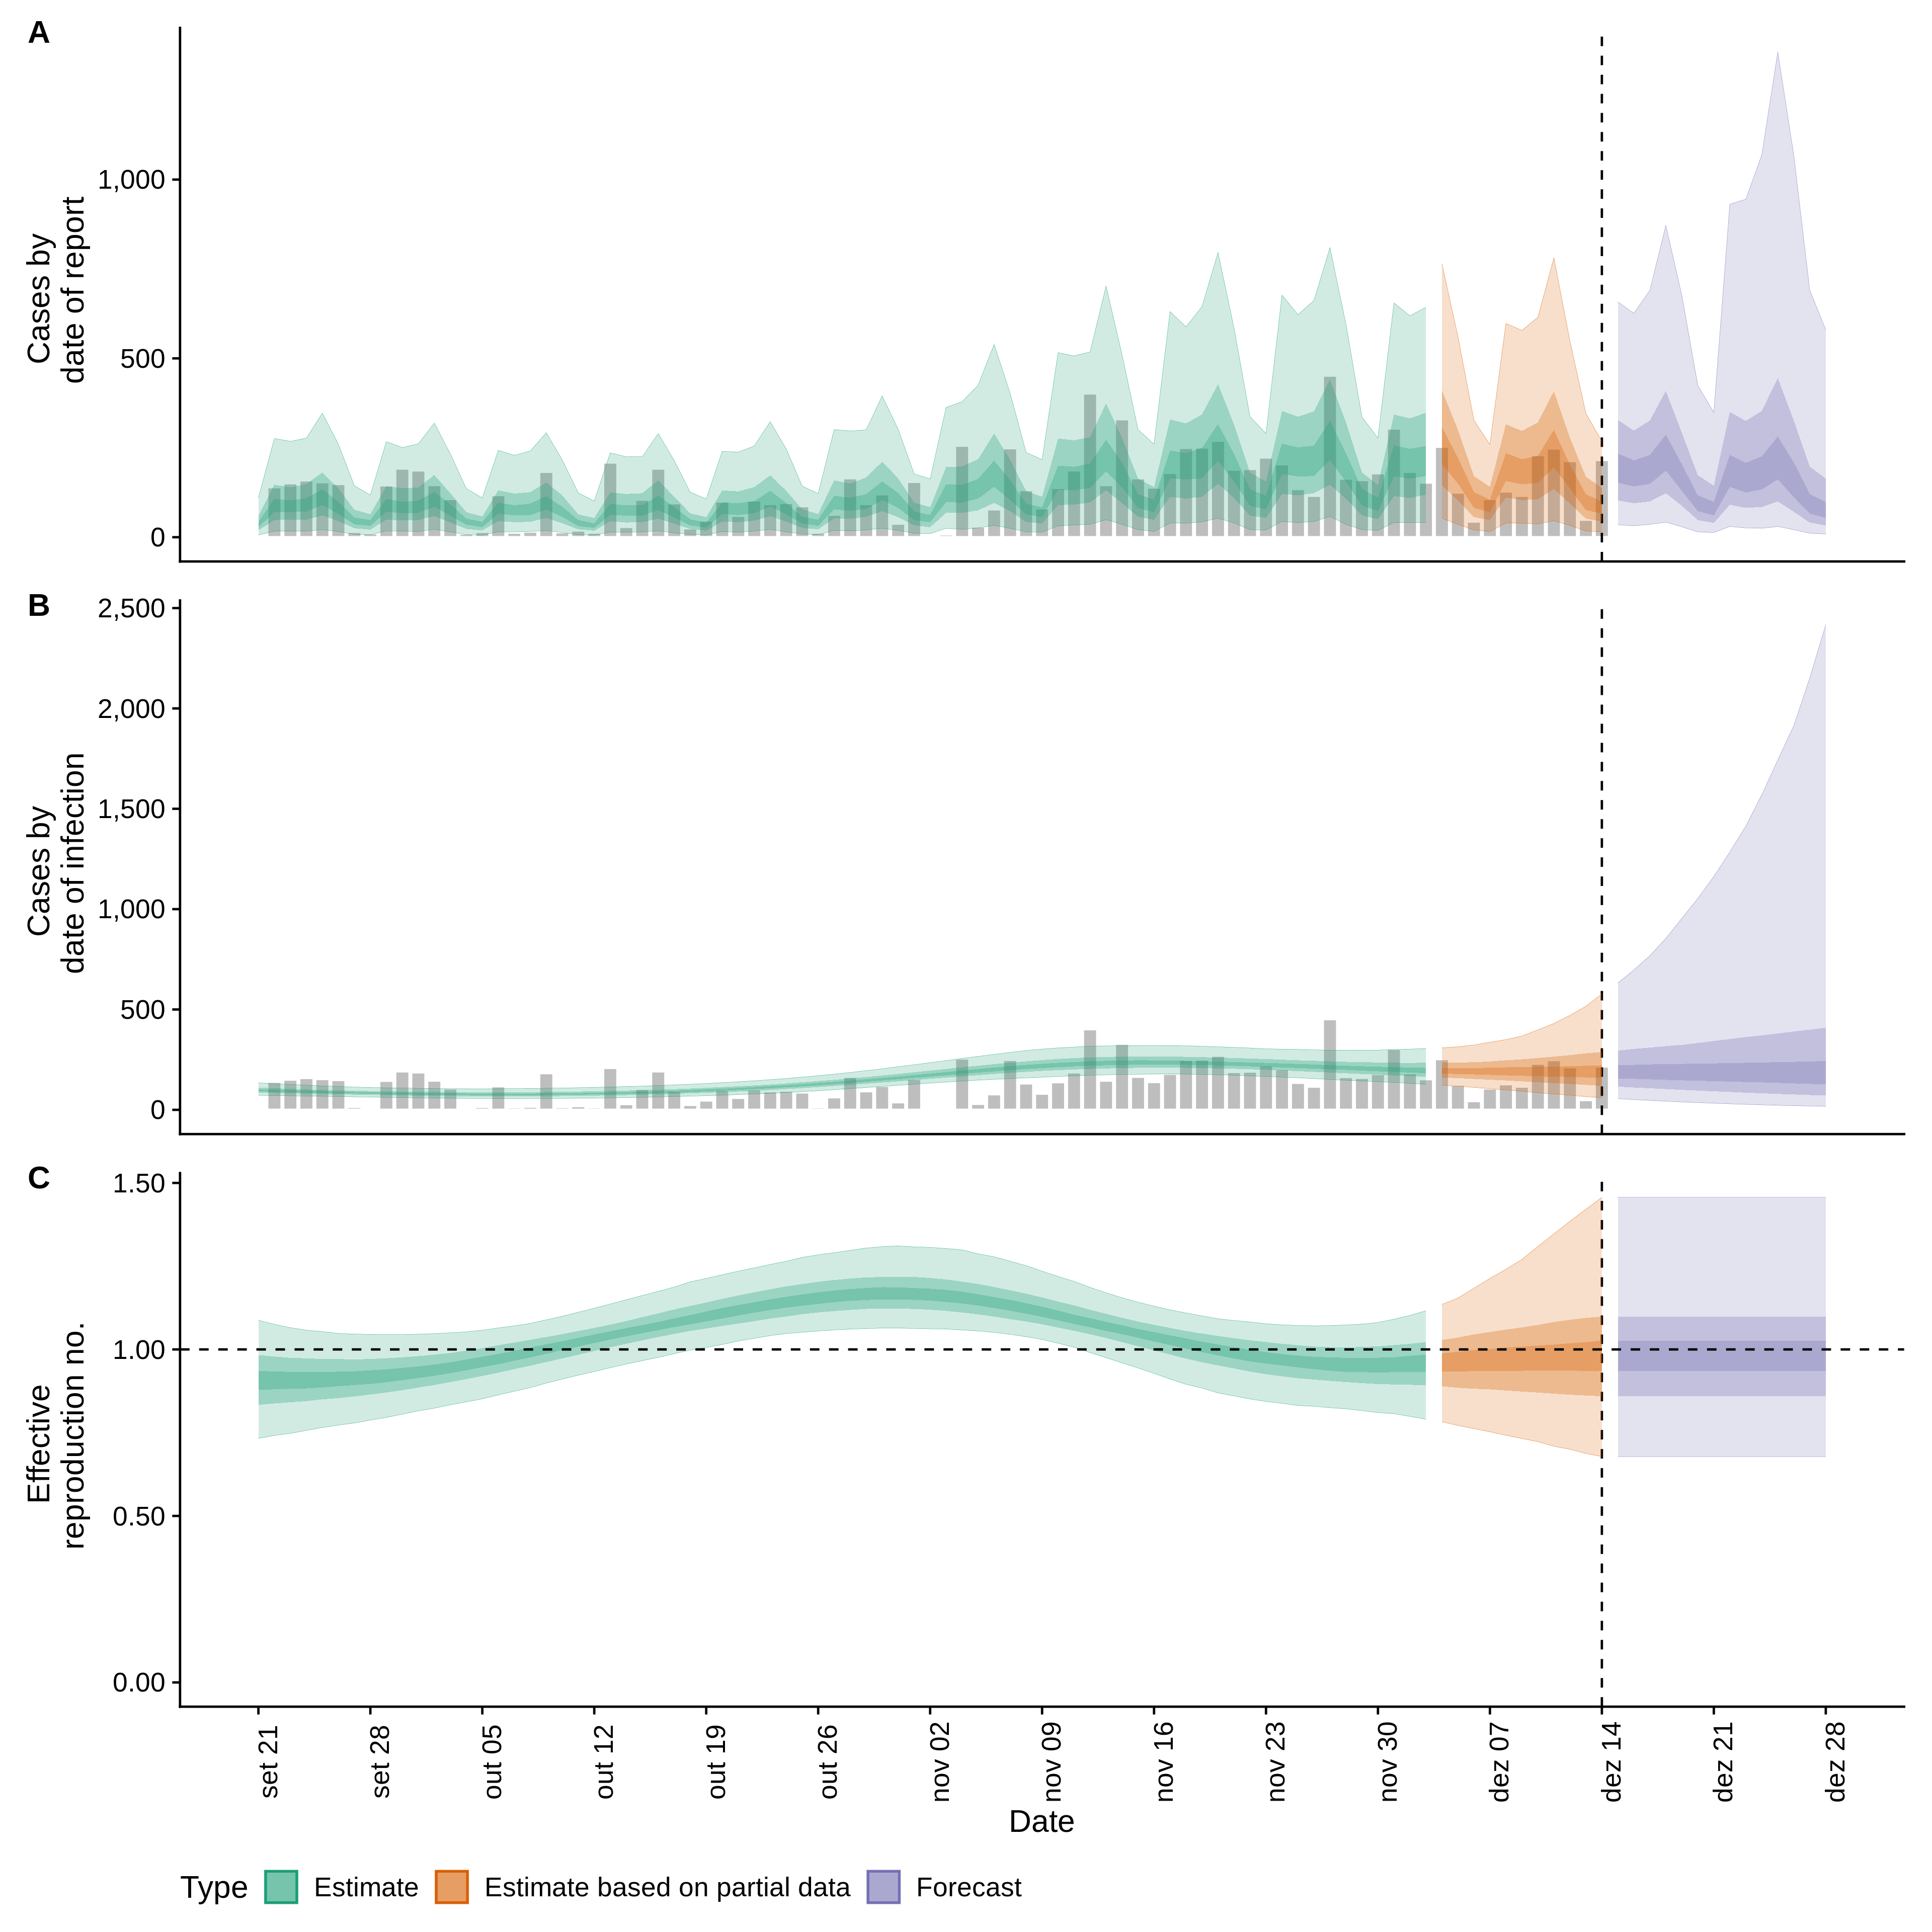 A
Cases by
date of report
1,000
500
0
B
Cases by
date of infection
2,500
2,000
1,500
1,000
500
0
C
Effective
reproduction no.
1.50
1.00
0.50
0.00
set 21
set 28
out 05
out 12
out 19
out 26
nov 02
nov 09
nov 16
nov 23
nov 30
dez 07
dez 14
dez 21
dez 28
Date
Type Estimate Estimate based on partial data Forecast